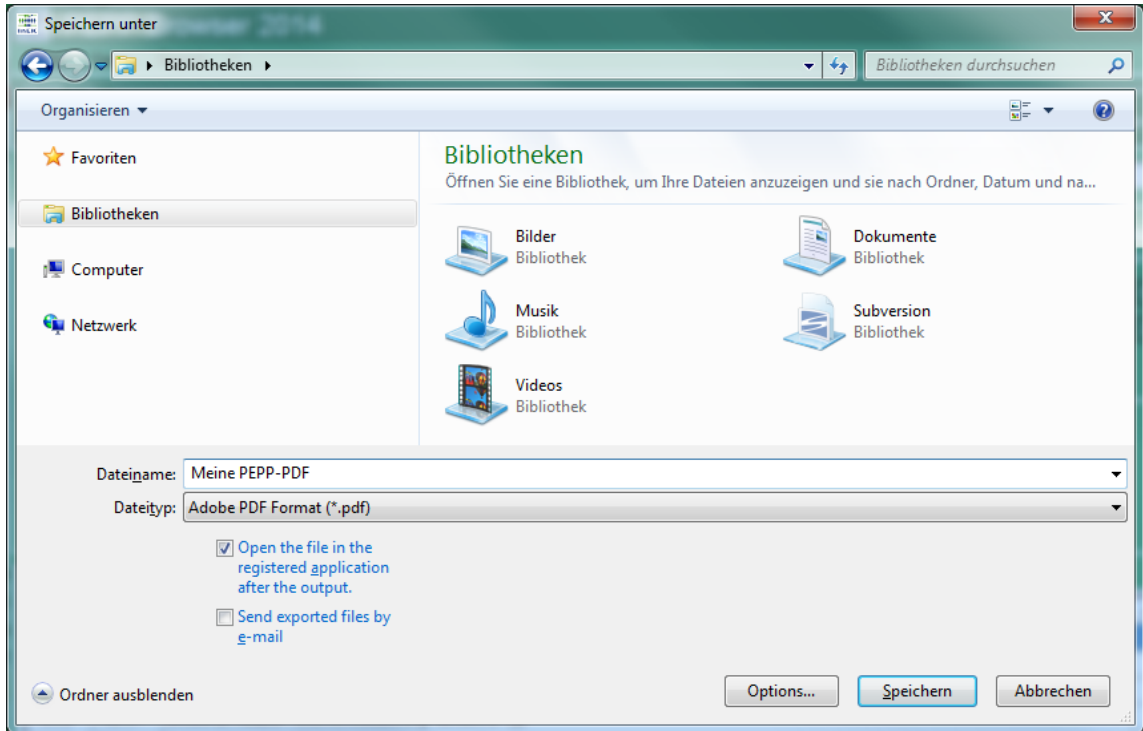 Speichern unter
Bibliotheken
Bibliotheken durchsuchen
Organisieren
Favoriten
Bibliotheken
Computer
Netzwerk
Bibliotheken
Öffnen Sie eine Bibliothek, um Ihre Dateien anzuzeigen und sie nach Ordner, Datum und na...
Bilder
Bibliothek
Dokumente
Bibliothek
Musik
Bibliothek
Subversion
Bibliothek
Videos
Bibliothek
Dateiname: Meine PEPP-PDF
Dateityp: Adobe PDF Format (*.pdf)
Open the file in the
registered application
after the output.
Send exported files by
e-mail
Ordner ausblenden
Options...
Speichern
Abbrechen